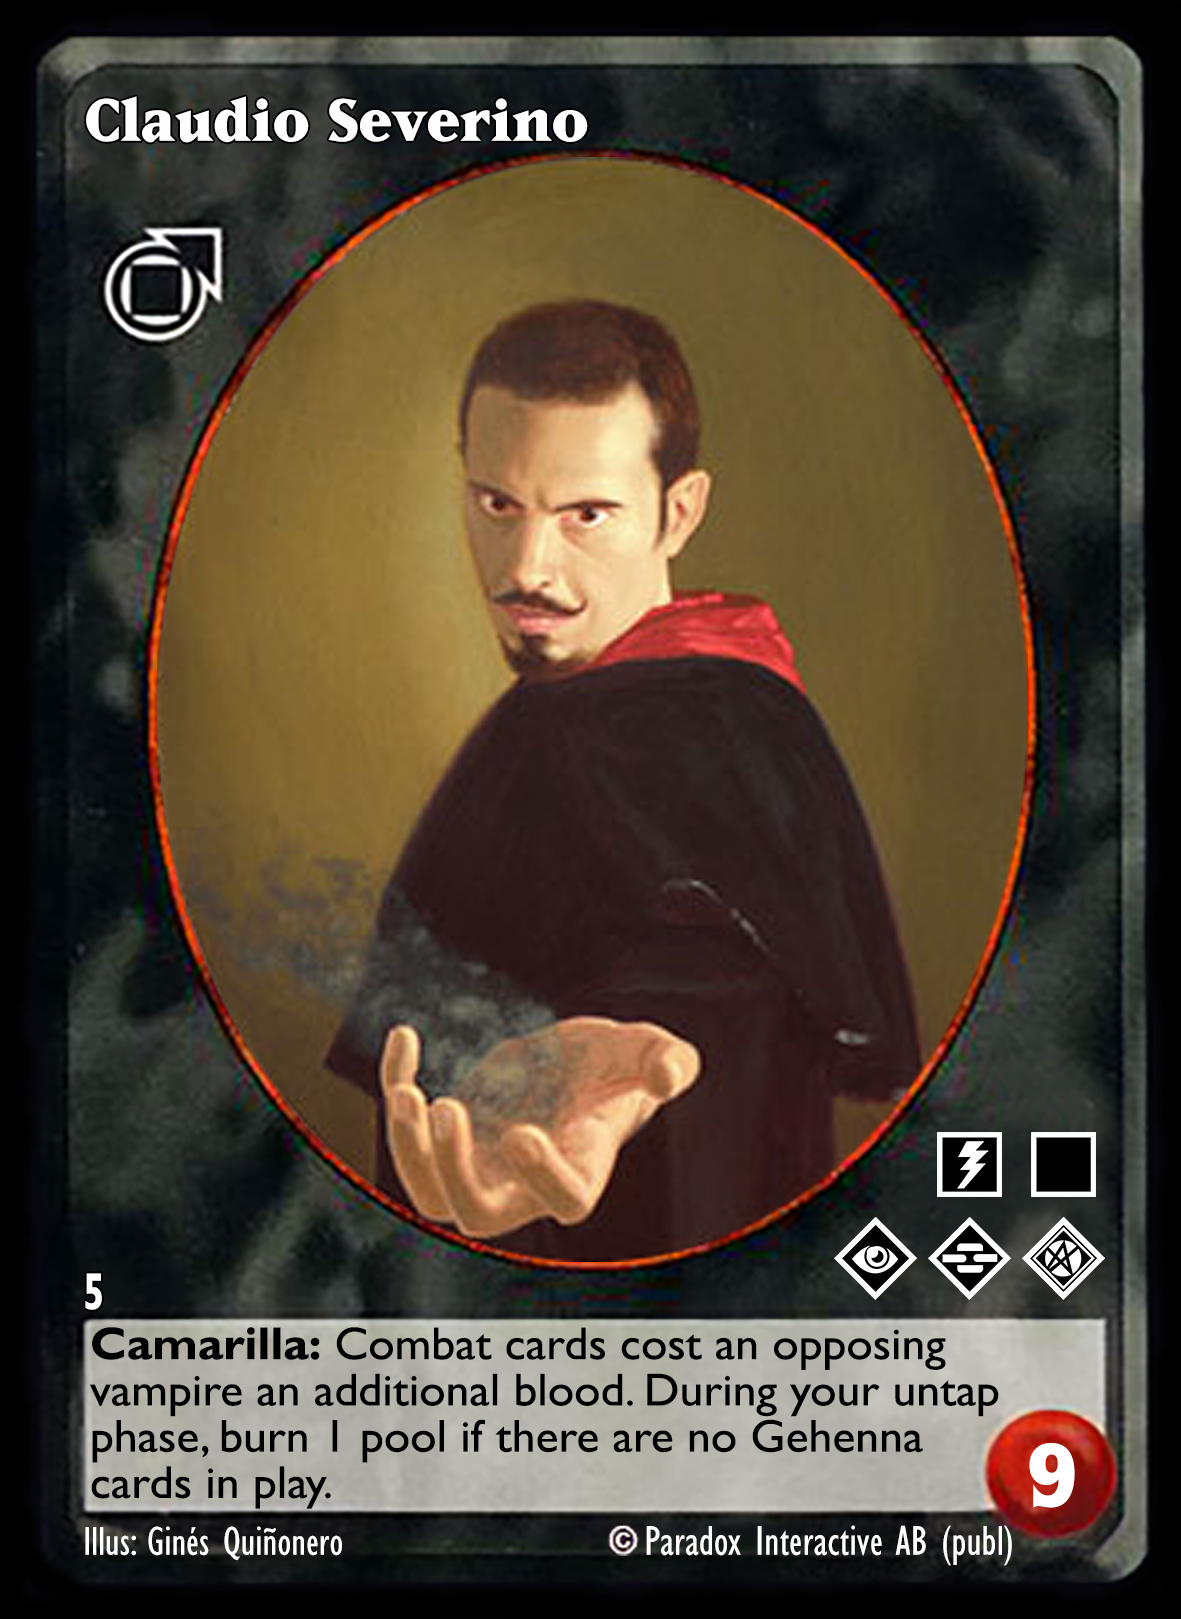 Claudio Severino
5
Camarilla: Combat cards cost an opposing
vampire an additional blood. During your untap
phase, burn 1 pool if there are no Gehenna
cards in play.
9
Illus: Ginés Quiñonero
© Paradox Interactive AB (publ)